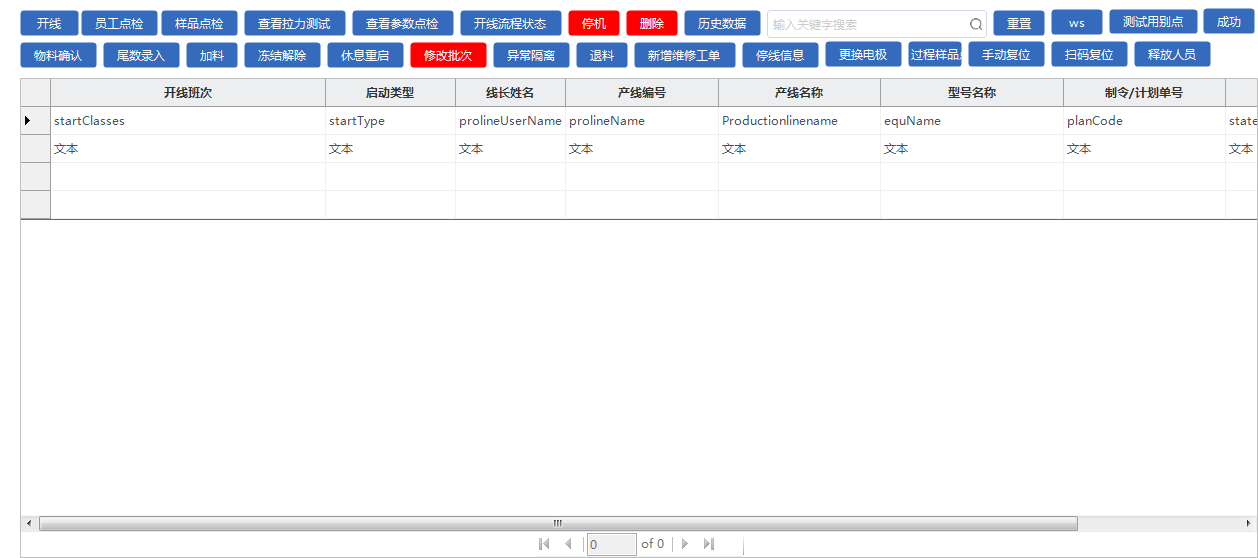 开线 员工点检 样品点检 查看拉力测试 查看参数点检 开线流程状态 停机 删除 历史数据 输入关键字搜索 重置 ws 测试用别点 成功
物料确认 尾数录入 加料 冻结解除 休息重启 修改批次 异常隔离 退料 新增维修工单 停线信息 更换电极 过程样品 手动复位 扫码复位 释放人员
开线班次 启动类型 线长姓名 产线编号 产线名称 型号名称 制令/计划单号
startClasses startType prolineUserName prolineName Productionlinename equName planCode state
文本 文本 文本 文本 文本 文本 文本 文本
0 of 0